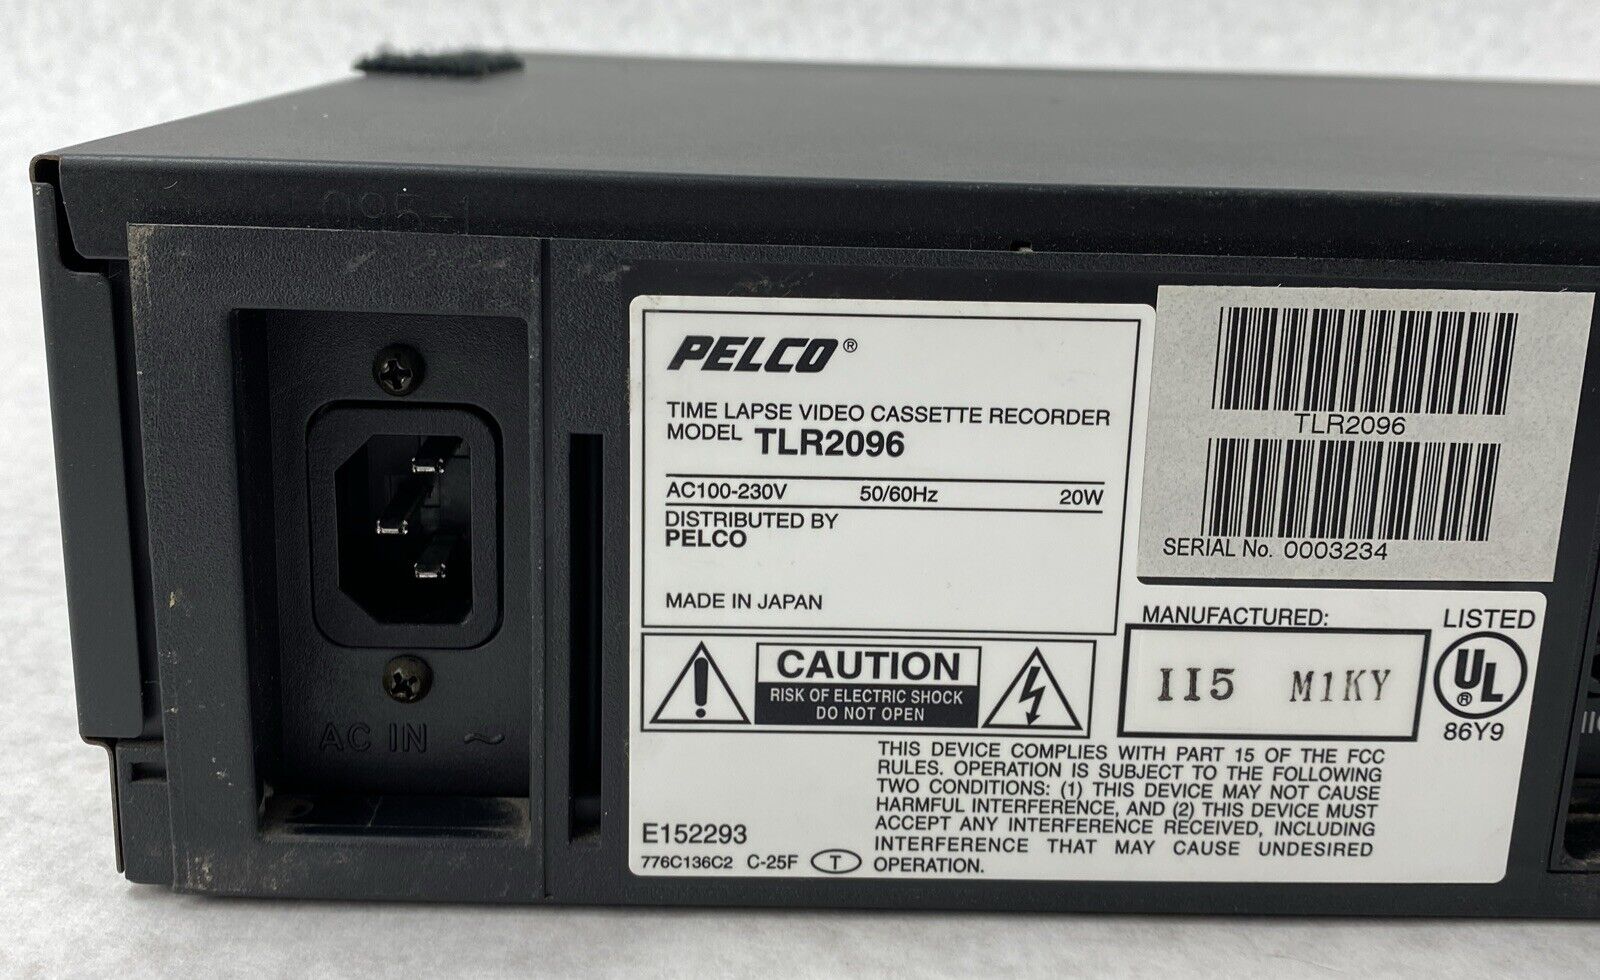 095-1
PELCO®
TIME LAPSE VIDEO CASSETTE RECORDER
MODEL TLR2096
AC100-230V 50/60Hz 20W
DISTRIBUTED BY
PELCO
MADE IN JAPAN
TLR2096
SERIAL No. 0003234
MANUFACTURED:
II5 M1KY
LISTED
UL®
86Y9
CAUTION
RISK OF ELECTRIC SHOCK
DO NOT OPEN
AC IN ~
THIS DEVICE COMPLIES WITH PART 15 OF THE FCC
RULES. OPERATION IS SUBJECT TO THE FOLLOWING
TWO CONDITIONS: (1) THIS DEVICE MAY NOT CAUSE
HARMFUL INTERFERENCE, AND (2) THIS DEVICE MUST
ACCEPT ANY INTERFERENCE RECEIVED, INCLUDING
INTERFERENCE THAT MAY CAUSE UNDESIRED
OPERATION.
E152293
776C136C2 C-25F T